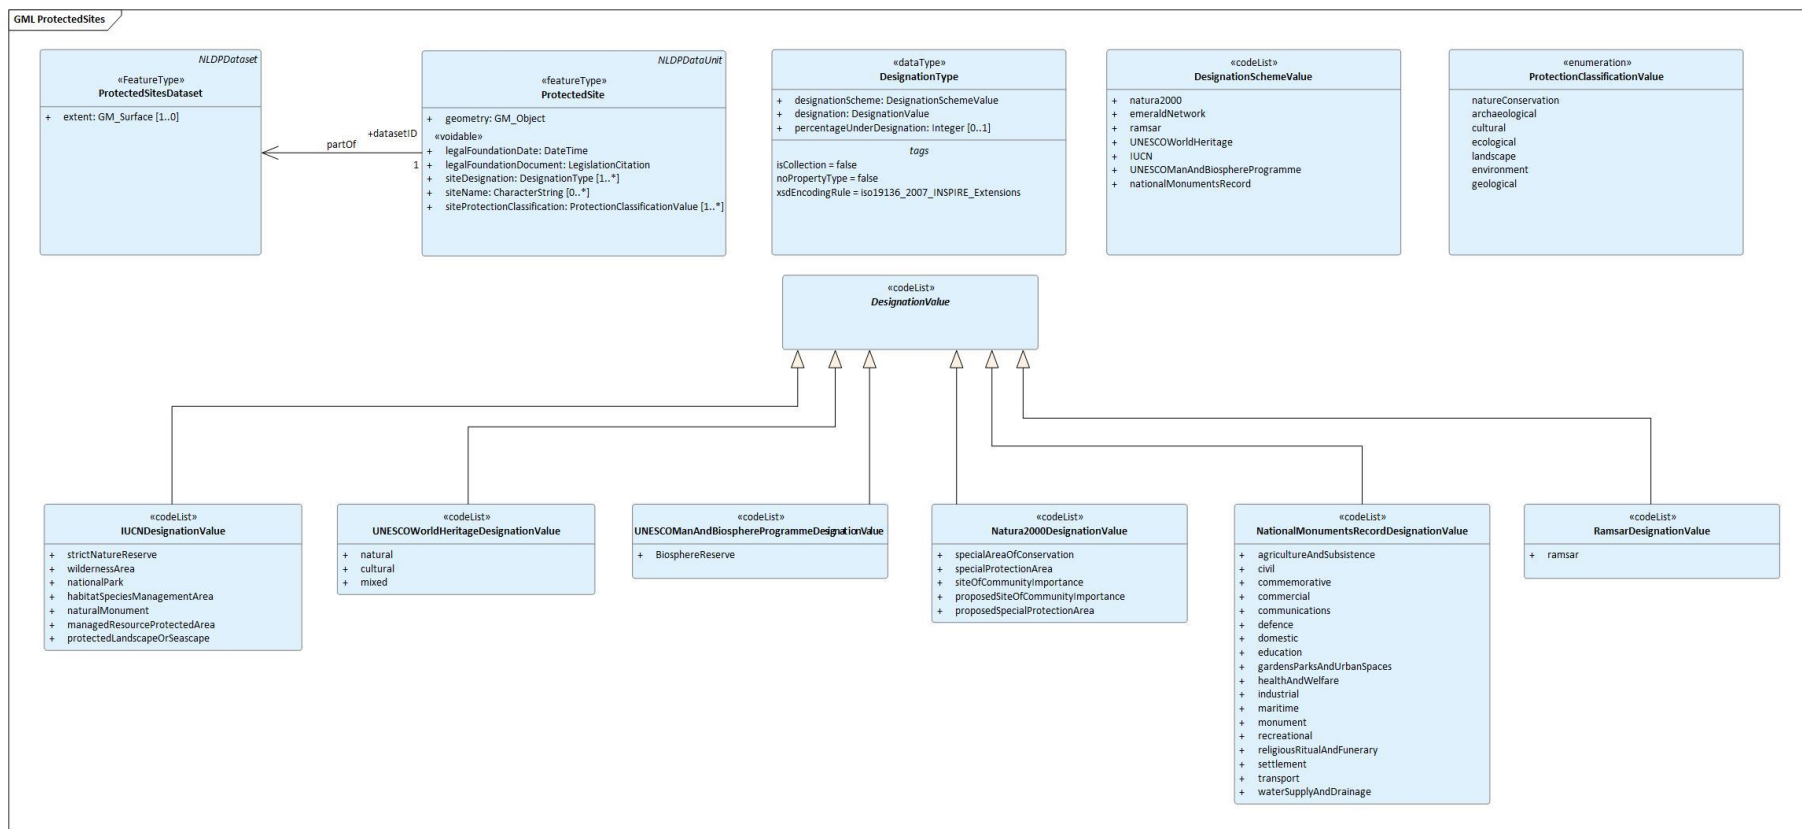 GML ProtectedSites
NLDPDataset
«FeatureType»
ProtectedSitesDataset
+ extent: GM_Surface [1..0]
partOf
+datasetID
1
NLDPDataUnit
«featureType»
ProtectedSite
+ geometry: GM_Object
«voidable»
+ legalFoundationDate: DateTime
+ legalFoundationDocument: LegislationCitation
+ siteDesignation: DesignationType [1..*]
+ siteName: CharacterString [0..*]
+ siteProtectionClassification: ProtectionClassificationValue [1..*]
«dataType»
DesignationType
+ designationScheme: DesignationSchemeValue
+ designation: DesignationValue
+ percentageUnderDesignation: Integer [0..1]
tags
isCollection = false
noPropertyType = false
xsdEncodingRule = iso19136_2007_INSPIRE_Extensions
«codeList»
DesignationSchemeValue
+ natura2000
+ emeraldNetwork
+ ramsar
+ UNESCOWorldHeritage
+ IUCN
+ UNESCOManAndBiosphereProgramme
+ nationalMonumentsRecord
«enumeration»
ProtectionClassificationValue
natureConservation
archaeological
cultural
ecological
landscape
environment
geological
«codeList»
DesignationValue
«codeList»
IUCNDesignationValue
+ strictNatureReserve
+ wildernessArea
+ nationalPark
+ habitatSpeciesManagementArea
+ naturalMonument
+ managedResourceProtectedArea
+ protectedLandscapeOrSeascape
«codeList»
UNESCOWorldHeritageDesignationValue
+ natural
+ cultural
+ mixed
«codeList»
UNESCOManAndBiosphereProgrammeDesignationValue
+ BiosphereReserve
«codeList»
Natura2000DesignationValue
+ specialAreaOfConservation
+ specialProtectionArea
+ siteOfCommunityImportance
+ proposedSiteOfCommunityImportance
+ proposedSpecialProtectionArea
«codeList»
NationalMonumentsRecordDesignationValue
+ agricultureAndSubsistence
+ civil
+ commemorative
+ commercial
+ communications
+ defence
+ domestic
+ education
+ gardensParksAndUrbanSpaces
+ healthAndWelfare
+ industrial
+ maritime
+ monument
+ recreational
+ religiousRitualAndFunerary
+ settlement
+ transport
+ waterSupplyAndDrainage
«codeList»
RamsarDesignationValue
+ ramsar